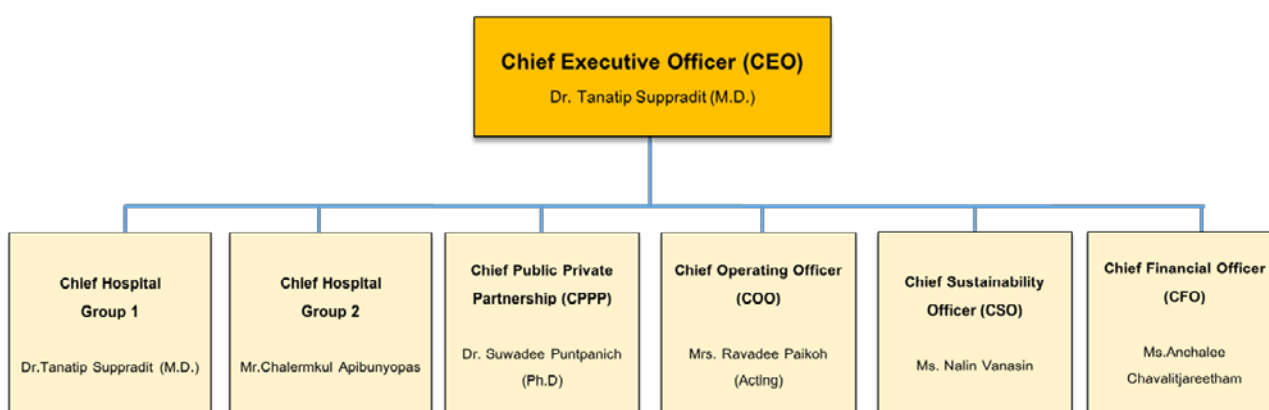 Chief Executive Officer (CEO)
Dr. Tanatip Suppradit (M.D.)
Chief Hospital
Group 1
Dr.Tanatip Suppradit (M.D.)
Chief Hospital
Group 2
Mr.Chalermkul Apibunyopas
Chief Public Private
Partnership (CPPP)
Dr. Suwadee Puntpanich
(Ph.D)
Chief Operating Officer
(COO)
Mrs. Ravadee Paikoh
(Acting)
Chief Sustainability
Officer (CSO)
Ms. Nalin Vanasin
Chief Financial Officer
(CFO)
Ms.Anchalee
Chavalitjareetham